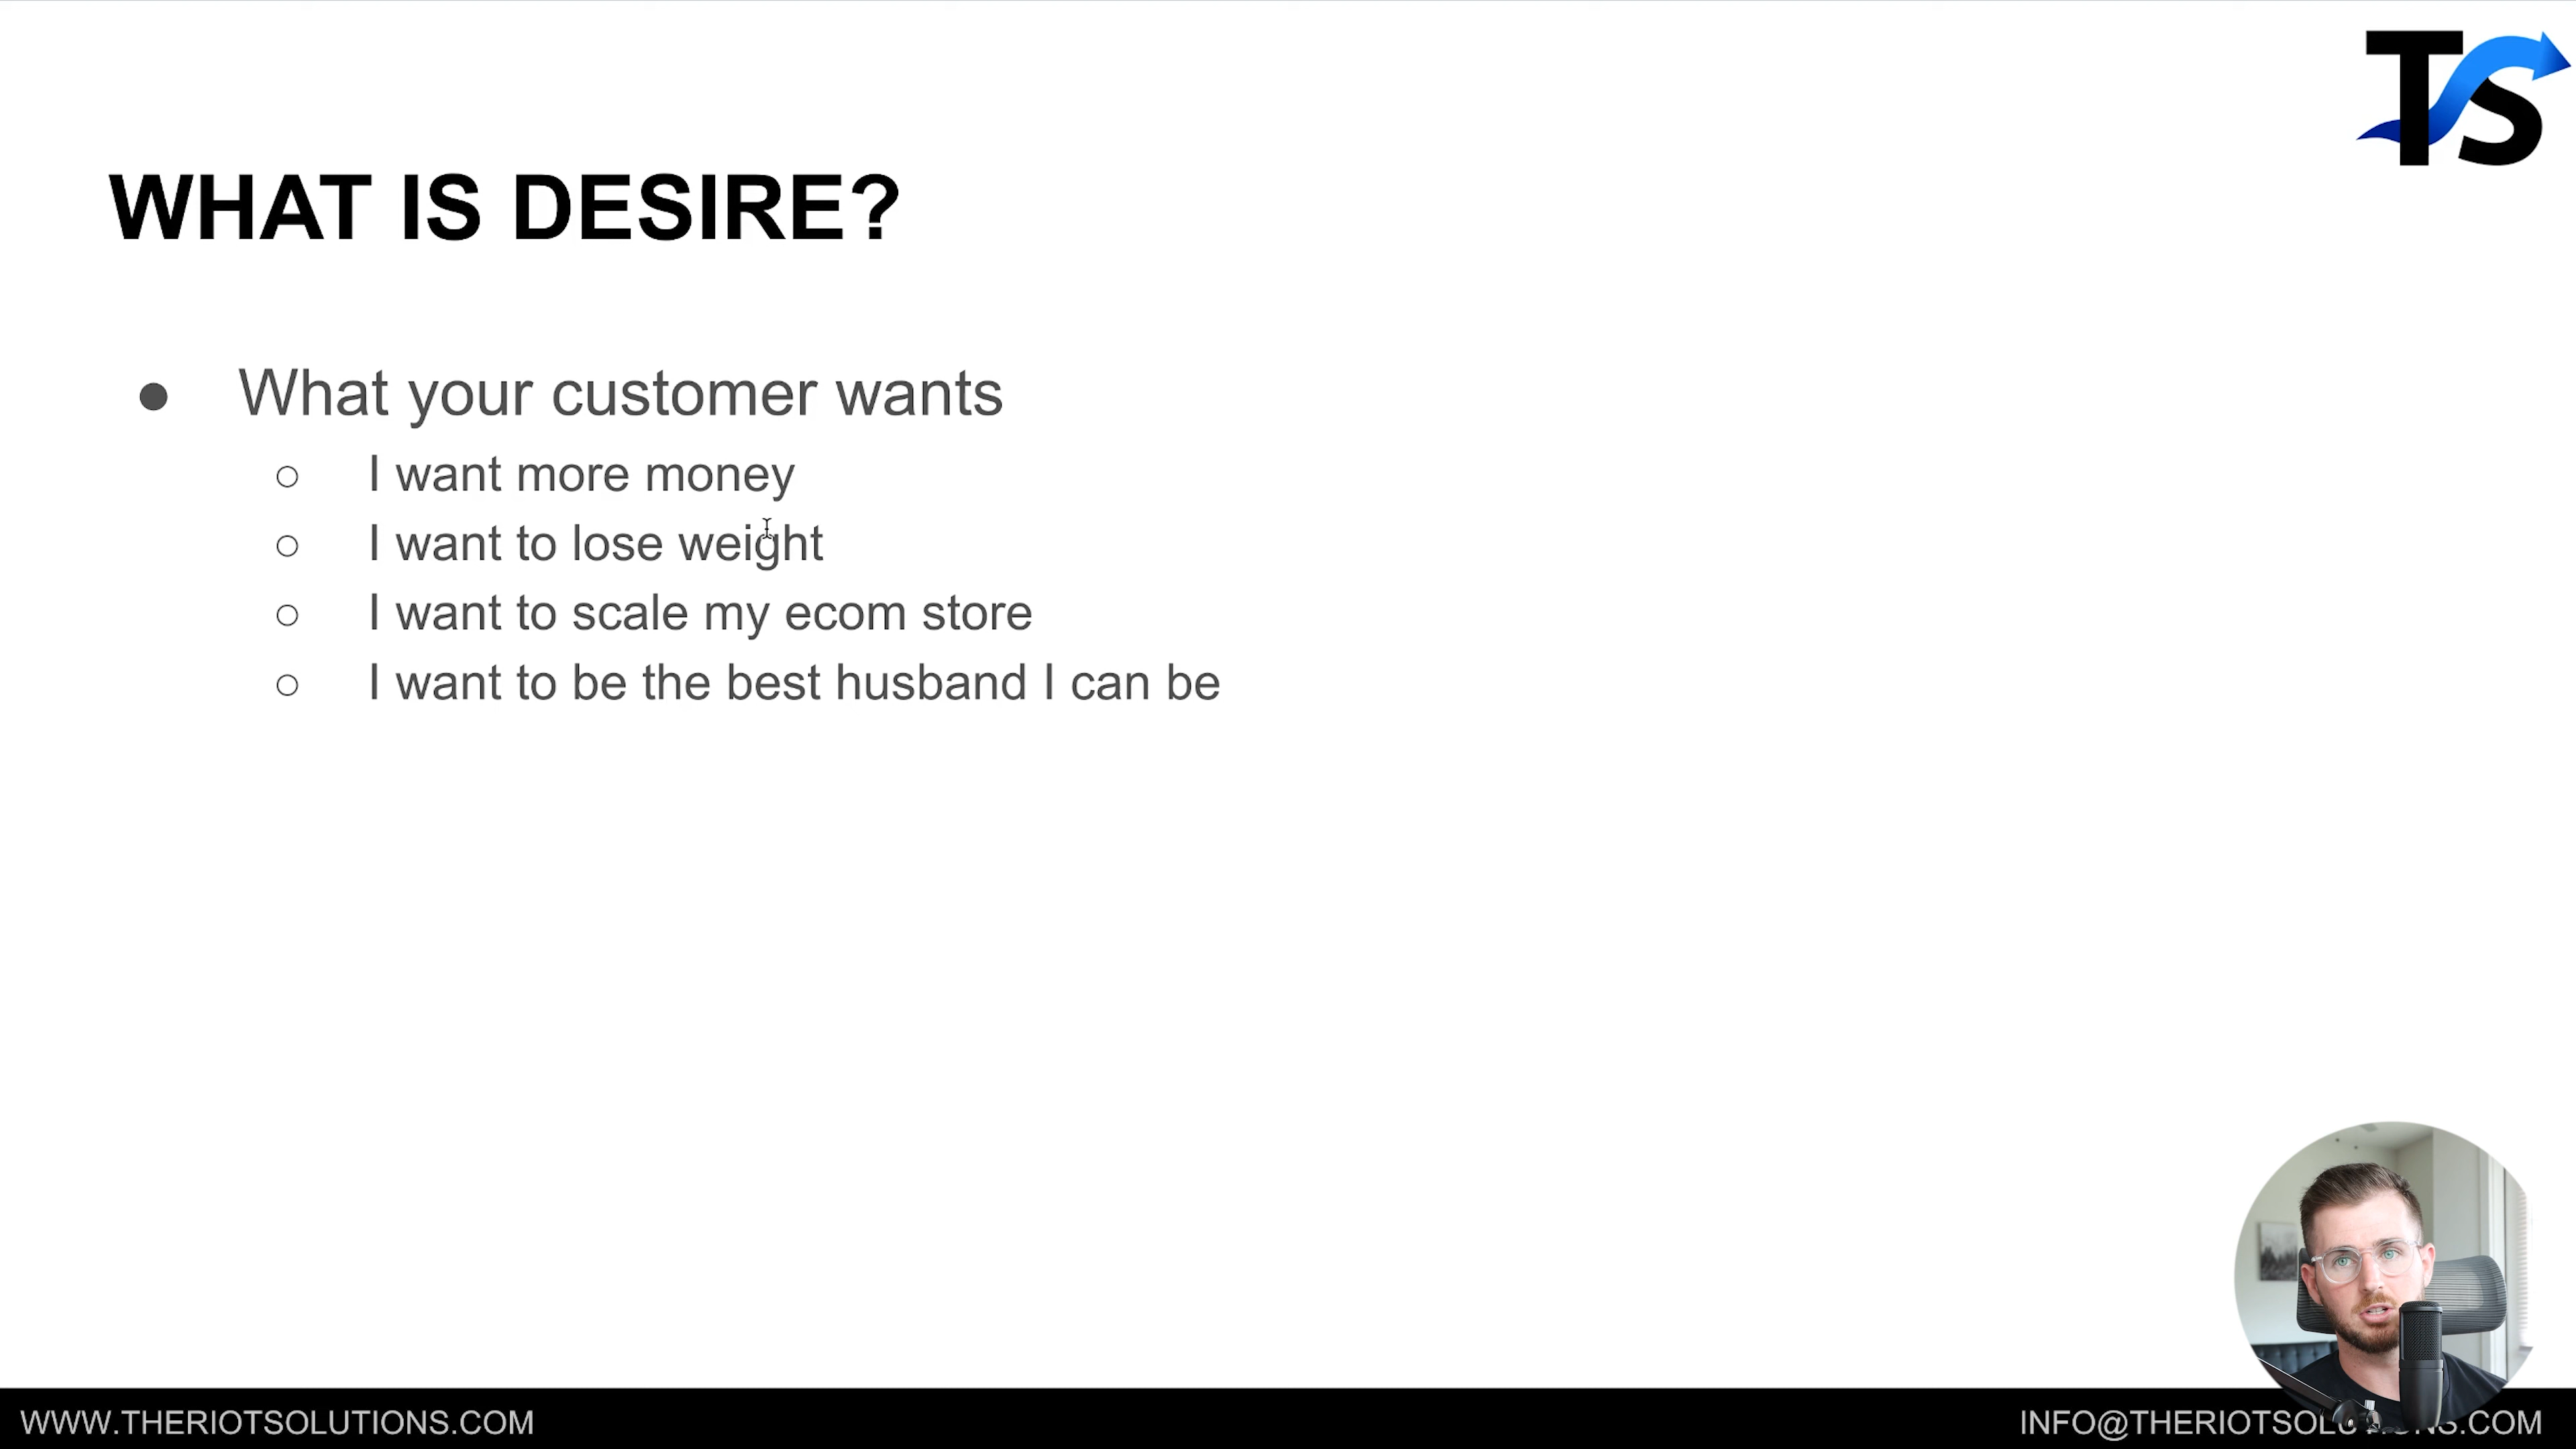 TS
WHAT IS DESIRE?
● What your customer wants
○ I want more money
○ I want to lose weight
○ I want to scale my ecom store
○ I want to be the best husband I can be
WWW.THERIOTSOLUTIONS.COM